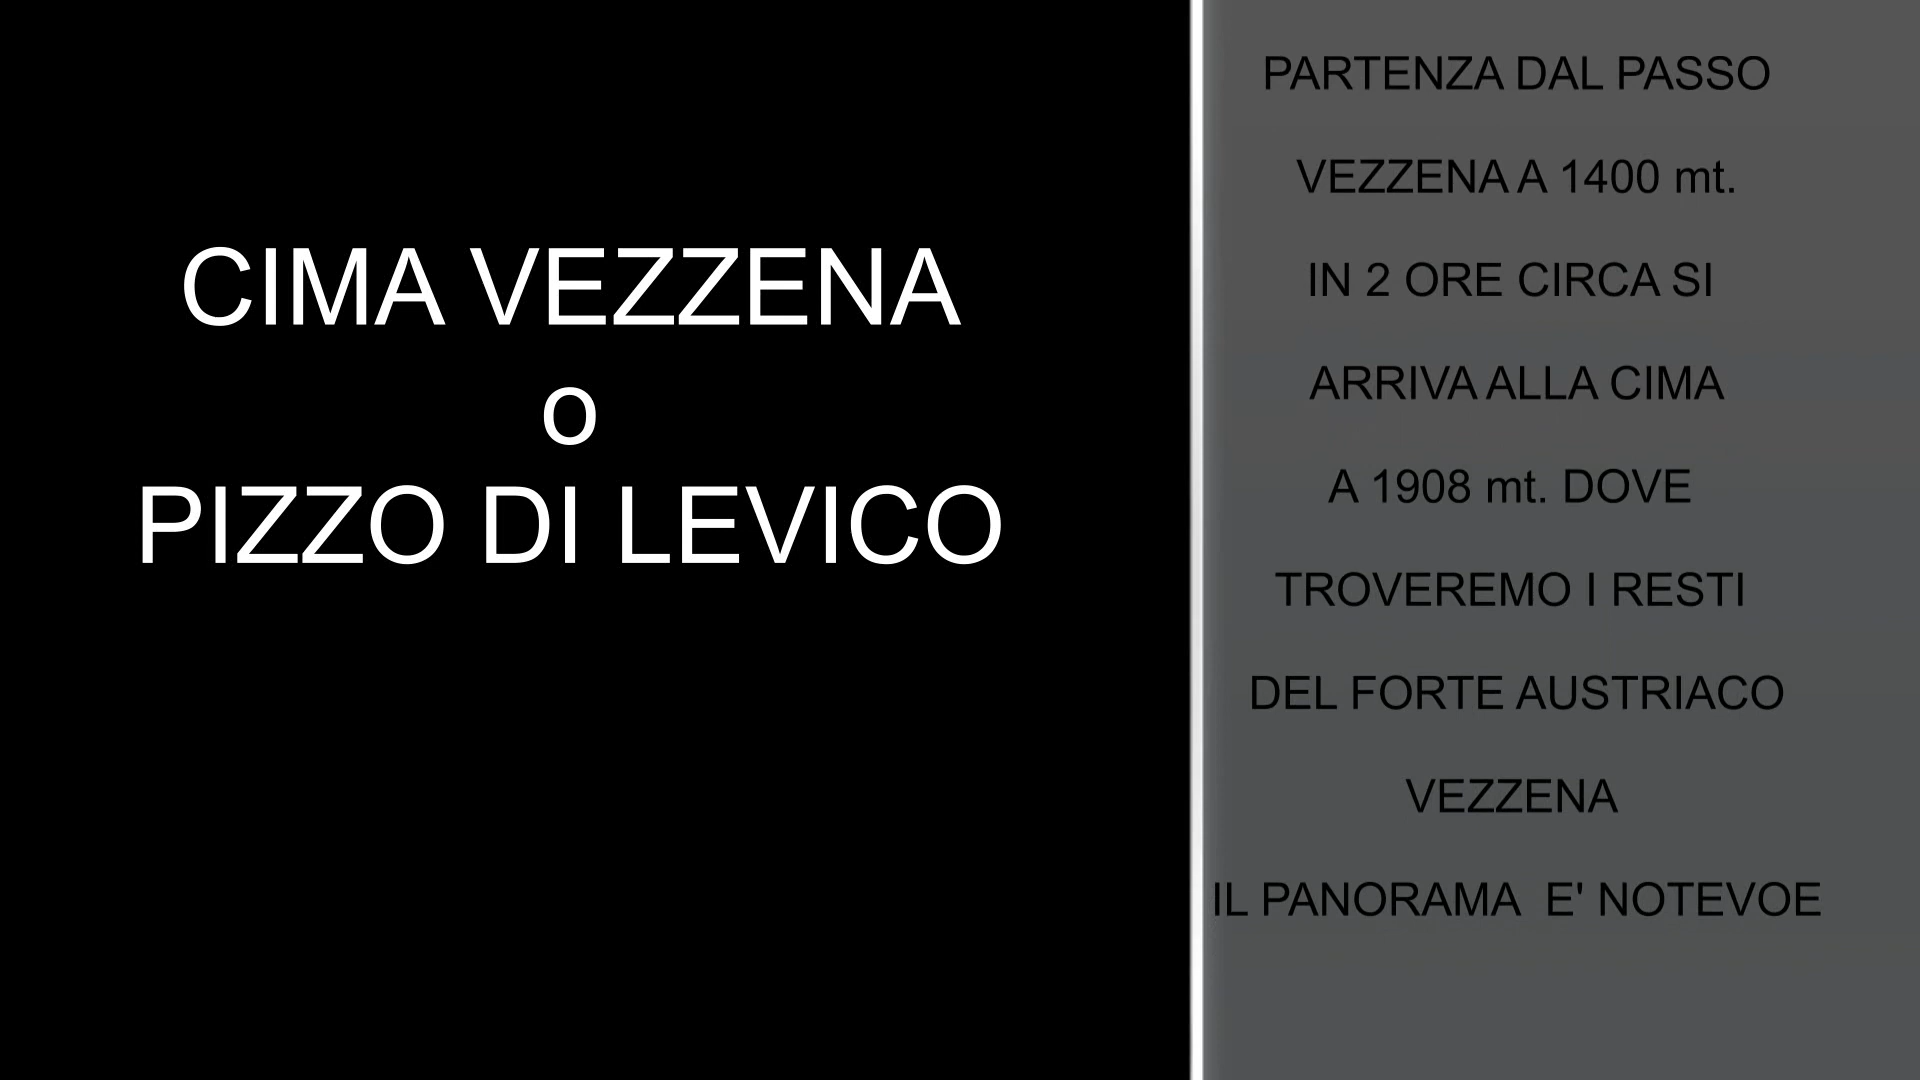 CIMA VEZZENA
o
PIZZO DI LEVICO
PARTENZA DAL PASSO
VEZZENA A 1400 mt.
IN 2 ORE CIRCA SI
ARRIVA ALLA CIMA
A 1908 mt. DOVE
TROVEREMO I RESTI
DEL FORTE AUSTRIACO
VEZZENA
IL PANORAMA  E' NOTEVOE